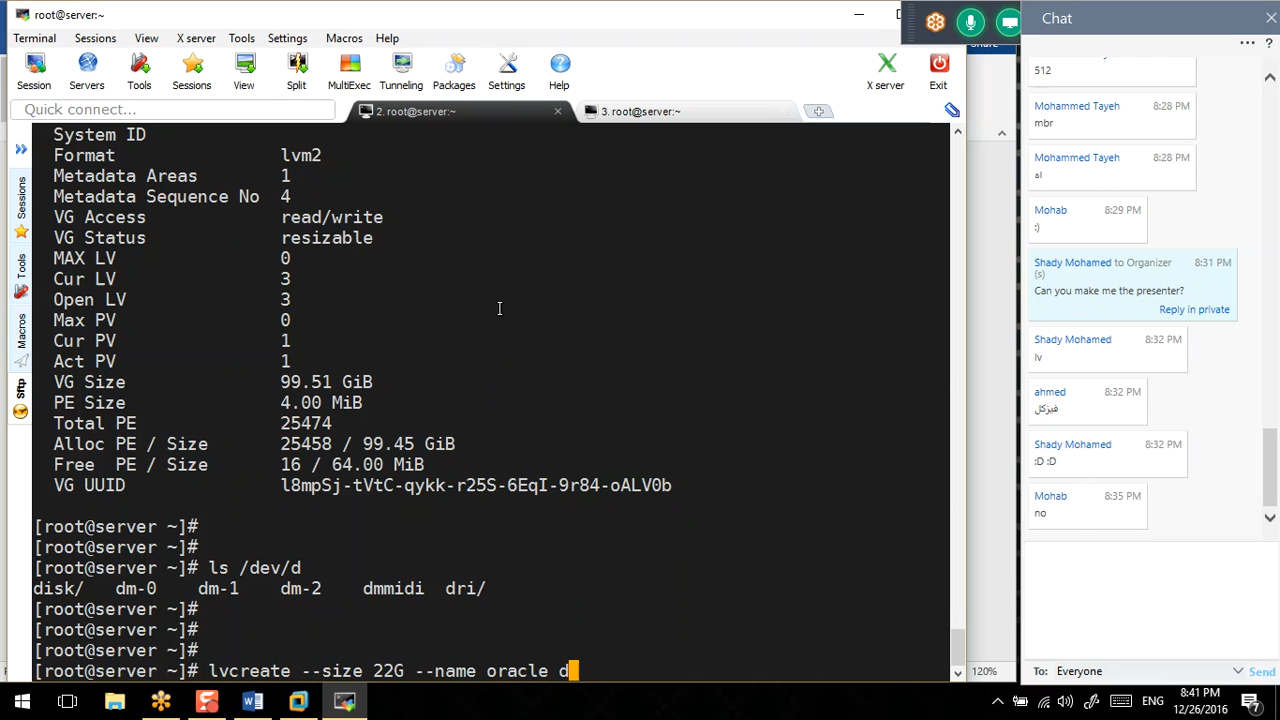 root@server:~
Terminal Sessions View X server Tools Settings Macros Help
Session Servers Tools Sessions View Split MultiExec Tunneling Packages Settings Help X server Exit
Quick connect...
2. root@server:~
3. root@server:~
Sessions
Tools
Macros
Sftp
System ID
Format lvm2
Metadata Areas 1
Metadata Sequence No 4
VG Access read/write
VG Status resizable
MAX LV 0
Cur LV 3
Open LV 3
Max PV 0
Cur PV 1
Act PV 1
VG Size 99.51 GiB
PE Size 4.00 MiB
Total PE 25474
Alloc PE / Size 25458 / 99.45 GiB
Free PE / Size 16 / 64.00 MiB
VG UUID l8mpSj-tVtC-qykk-r25S-6EqI-9r84-oALV0b
[root@server ~]#
[root@server ~]#
[root@server ~]# ls /dev/d
disk/ dm-0 dm-1 dm-2 dmmidi dri/
[root@server ~]#
[root@server ~]#
[root@server ~]#
[root@server ~]# lvcreate --size 22G --name oracle d
Share
120%
Chat
... ?
512
Mohammed Tayeh 8:28 PM
mbr
Mohammed Tayeh 8:28 PM
اه
Mohab 8:29 PM
:)
Shady Mohamed to Organizer 8:31 PM
(s)
Can you make me the presenter?
Reply in private
Shady Mohamed 8:32 PM
lv
ahmed 8:32 PM
فيزكل
Shady Mohamed 8:32 PM
:D :D
Mohab 8:35 PM
no
To: Everyone Send
ENG
8:41 PM
12/26/2016
7